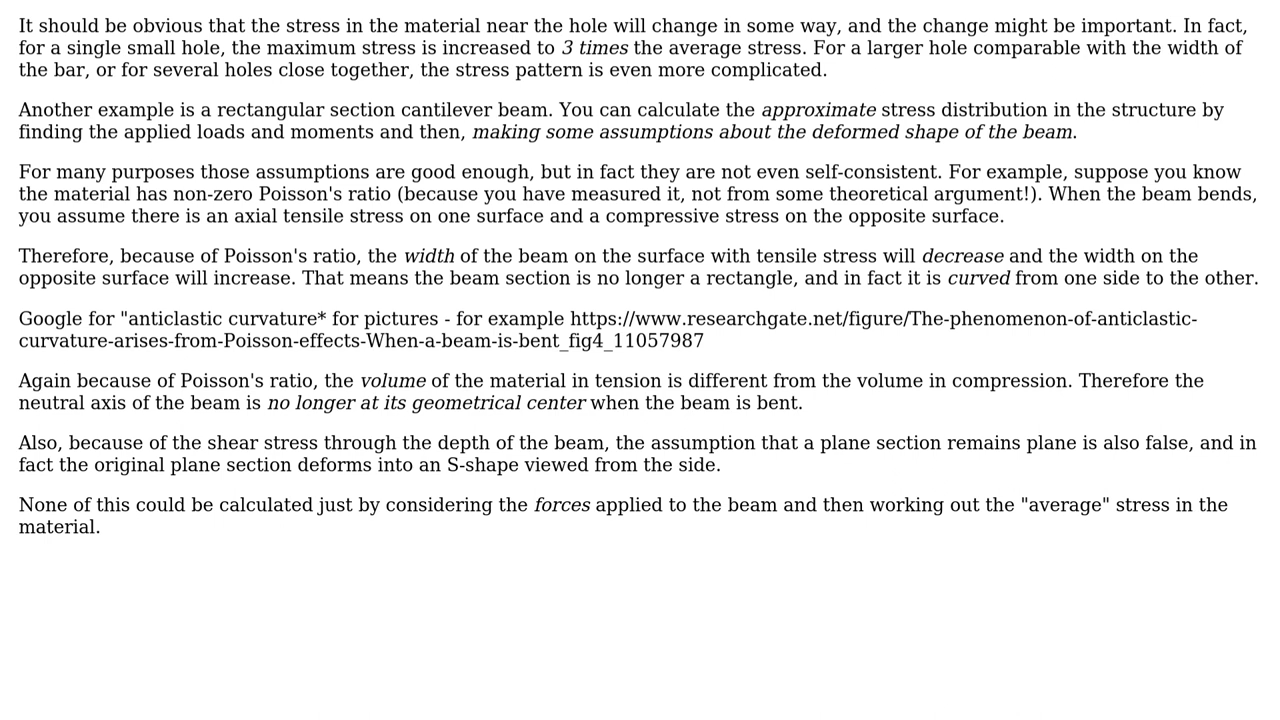 It should be obvious that the stress in the material near the hole will change in some way, and the change might be important. In fact,
for a single small hole, the maximum stress is increased to 3 times the average stress. For a larger hole comparable with the width of
the bar, or for several holes close together, the stress pattern is even more complicated.
Another example is a rectangular section cantilever beam. You can calculate the approximate stress distribution in the structure by
finding the applied loads and moments and then, making some assumptions about the deformed shape of the beam.
For many purposes those assumptions are good enough, but in fact they are not even self-consistent. For example, suppose you know
the material has non-zero Poisson's ratio (because you have measured it, not from some theoretical argument!). When the beam bends,
you assume there is an axial tensile stress on one surface and a compressive stress on the opposite surface.
Therefore, because of Poisson's ratio, the width of the beam on the surface with tensile stress will decrease and the width on the
opposite surface will increase. That means the beam section is no longer a rectangle, and in fact it is curved from one side to the other.
Google for "anticlastic curvature* for pictures - for example https://www.researchgate.net/figure/The-phenomenon-of-anticlastic-
curvature-arises-from-Poisson-effects-When-a-beam-is-bent_fig4_11057987
Again because of Poisson's ratio, the volume of the material in tension is different from the volume in compression. Therefore the
neutral axis of the beam is no longer at its geometrical center when the beam is bent.
Also, because of the shear stress through the depth of the beam, the assumption that a plane section remains plane is also false, and in
fact the original plane section deforms into an S-shape viewed from the side.
None of this could be calculated just by considering the forces applied to the beam and then working out the "average" stress in the
material.